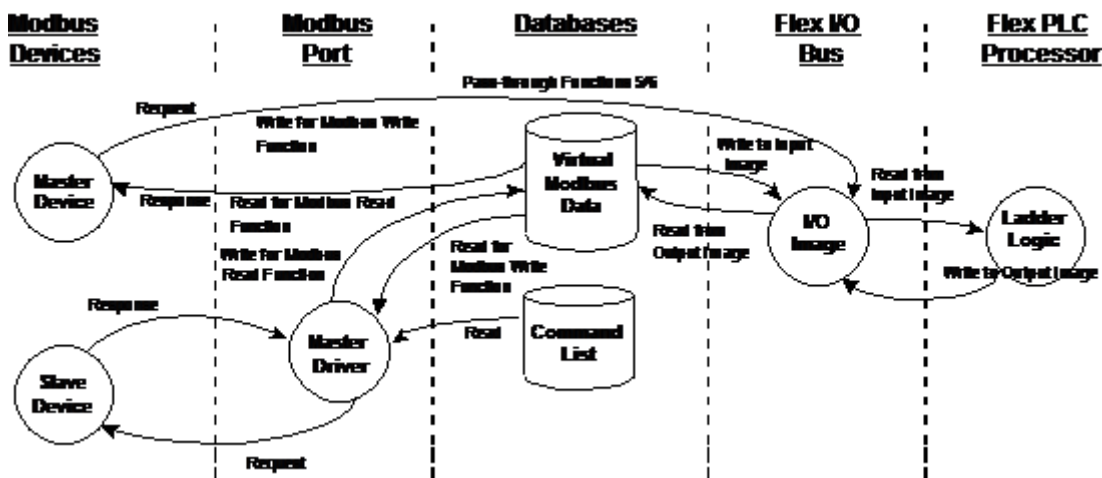 Modbus
Devices
Modbus
Port
Databases
Flex I/O
Bus
Flex PLC
Processor
Pass-through Functions 5/6
Request
Write for Modbus Write
Function
Master
Device
Response
Read for Modbus Read
Function
Write for Modbus
Read Function
Virtual
Modbus
Data
Read for
Modbus Write
Function
Write to Input
Image
Read from
Output Image
I/O
Image
Read from
Input Image
Ladder
Logic
Write to Output Image
Response
Master
Driver
Read
Command
List
Slave
Device
Request